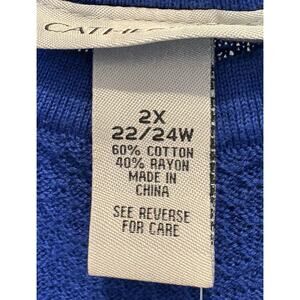 2X
22/24W
60% COTTON
40% RAYON
MADE IN
CHINA
SEE REVERSE
FOR CARE